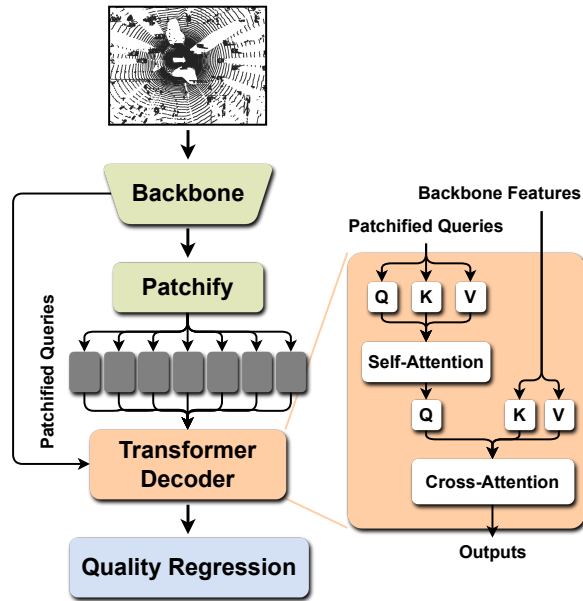 Backbone
Patchify
Patchified Queries
Transformer
Decoder
Quality Regression
Backbone Features
Patchified Queries
Q
K
V
Self-Attention
Q
K
V
Cross-Attention
Outputs